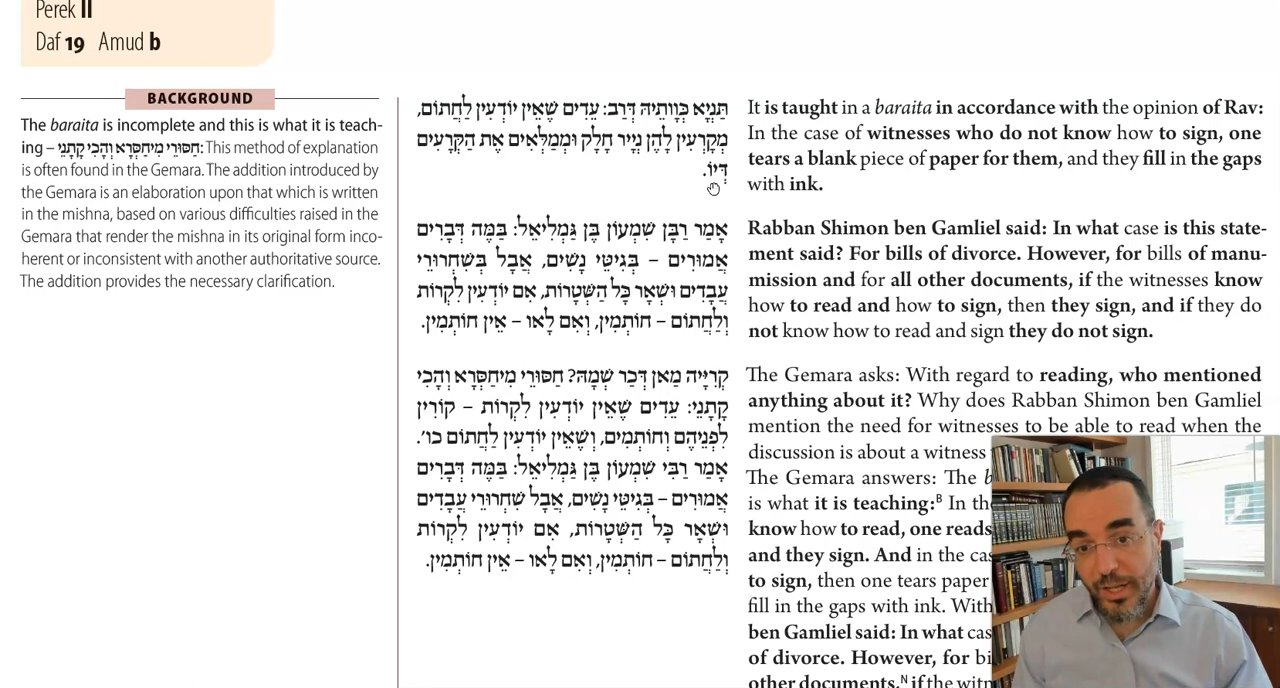 Perek II
Daf 19 Amud b
BACKGROUND
The baraita is incomplete and this is what it is teach-
ing – חַסּוּרֵי מִיחַסְּרָא וְהָכִי קָתָנֵי: This method of explanation
is often found in the Gemara. The addition introduced by
the Gemara is an elaboration upon that which is written
in the mishna, based on various difficulties raised in the
Gemara that render the mishna in its original form inco-
herent or inconsistent with another authoritative source.
The addition provides the necessary clarification.
תַּנְיָא כְּוָותֵיהּ דְּרַב: עֵדִים שֶׁאֵין יוֹדְעִין לַחְתּוֹם,
מְקָרְעִין לָהֶן נְיָיר חָלָק וּמְמַלְּאִים אֶת הַקְּרָעִים
דְּיוֹ.
אָמַר רַבָּן שִׁמְעוֹן בֶּן גַּמְלִיאֵל: בַּמֶּה דְּבָרִים
אֲמוּרִים – בְּגִיטֵּי נָשִׁים, אֲבָל בְּשִׁחְרוּרֵי
עֲבָדִים וּשְׁאָר כָּל הַשְּׁטָרוֹת, אִם יוֹדְעִין לִקְרוֹת
וְלַחְתּוֹם – חוֹתְמִין, וְאִם לָאו – אֵין חוֹתְמִין.
קְרִיָּיה מַאן דְּכַר שְׁמָהּ? חַסּוּרֵי מִיחַסְּרָא וְהָכִי
קָתָנֵי: עֵדִים שֶׁאֵין יוֹדְעִין לִקְרוֹת – קוֹרִין
לִפְנֵיהֶם וְחוֹתְמִים, וְשֶׁאֵין יוֹדְעִין לַחְתּוֹם כו׳.
אָמַר רַבִּי שִׁמְעוֹן בֶּן גַּמְלִיאֵל: בַּמֶּה דְּבָרִים
אֲמוּרִים – בְּגִיטֵּי נָשִׁים, אֲבָל שִׁחְרוּרֵי עֲבָדִים
וּשְׁאָר כָּל הַשְּׁטָרוֹת, אִם יוֹדְעִין לִקְרוֹת
וְלַחְתּוֹם – חוֹתְמִין, וְאִם לָאו – אֵין חוֹתְמִין.
It is taught in a baraita in accordance with the opinion of Rav:
In the case of witnesses who do not know how to sign, one
tears a blank piece of paper for them, and they fill in the gaps
with ink.
Rabban Shimon ben Gamliel said: In what case is this state-
ment said? For bills of divorce. However, for bills of manu-
mission and for all other documents, if the witnesses know
how to read and how to sign, then they sign, and if they do
not know how to read and sign they do not sign.
The Gemara asks: With regard to reading, who mentioned
anything about it? Why does Rabban Shimon ben Gamliel
mention the need for witnesses to be able to read when the
discussion is about a witness
The Gemara answers: The b
is what it is teaching:ᴮ In the
know how to read, one reads
and they sign. And in the cas
to sign, then one tears paper
fill in the gaps with ink. With
ben Gamliel said: In what cas
of divorce. However, for bi
other documents,ᴺ if the witn